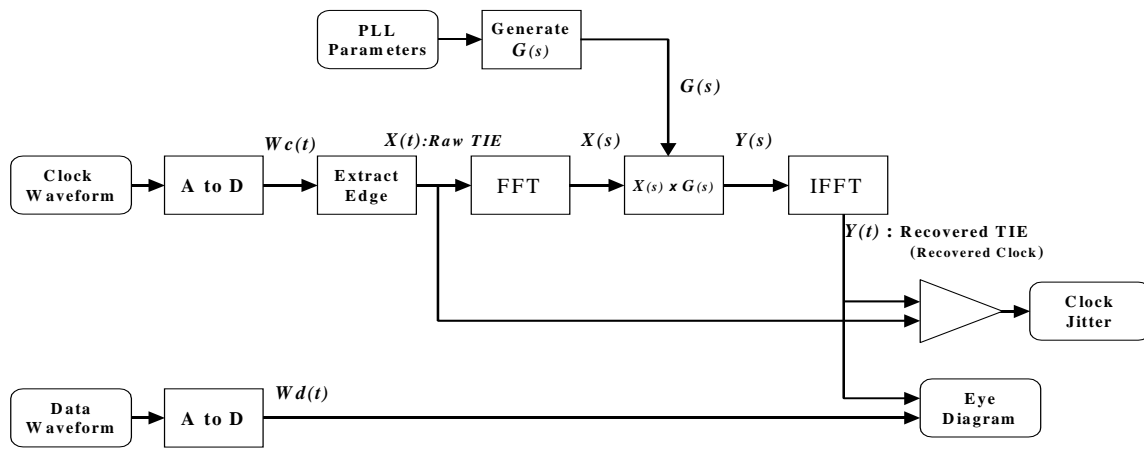 PLL
Parameters
Generate
G(s)
G(s)
Wc(t)
X(t):Raw TIE
X(s)
Y(s)
Clock
Waveform
A to D
Extract
Edge
FFT
X(s) x G(s)
IFFT
Y(t) : Recovered TIE
(Recovered Clock)
Clock
Jitter
Wd(t)
Data
Waveform
A to D
Eye
Diagram